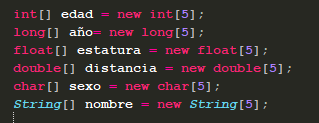 int[] edad = new int[5];
long[] año= new long[5];
float[] estatura = new float[5];
double[] distancia = new double[5];
char[] sexo = new char[5];
String[] nombre = new String[5];